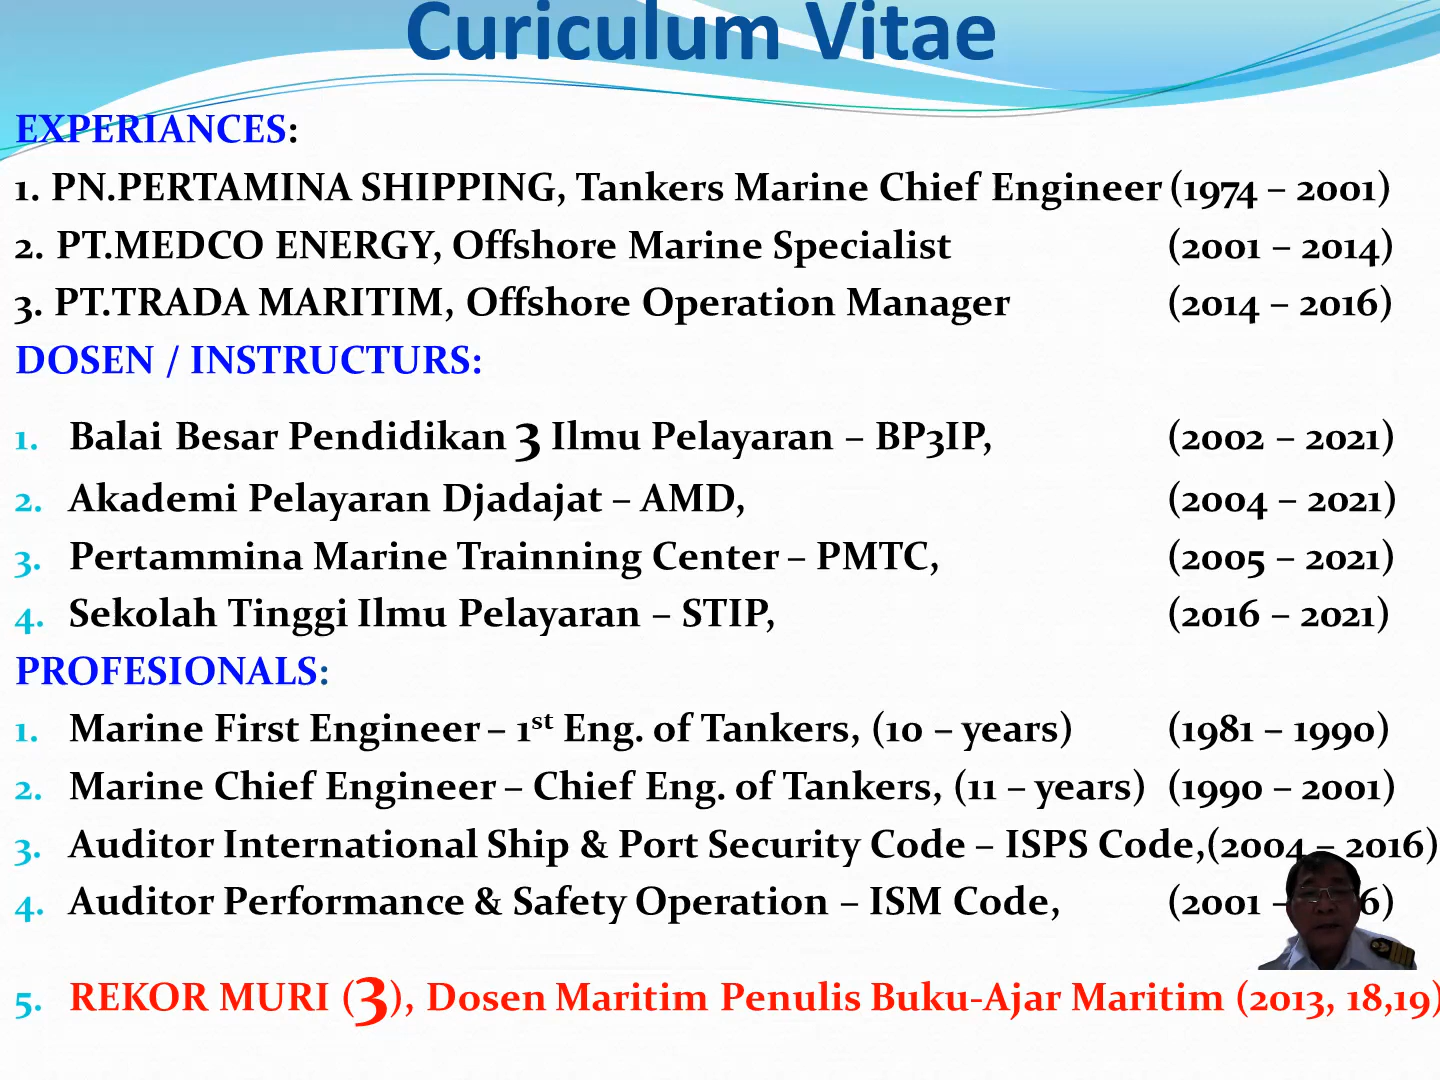 Curiculum Vitae
EXPERIANCES:
1. PN.PERTAMINA SHIPPING, Tankers Marine Chief Engineer (1974 – 2001)
2. PT.MEDCO ENERGY, Offshore Marine Specialist (2001 – 2014)
3. PT.TRADA MARITIM, Offshore Operation Manager (2014 – 2016)
DOSEN / INSTRUCTURS:
1. Balai Besar Pendidikan 3 Ilmu Pelayaran – BP3IP, (2002 – 2021)
2. Akademi Pelayaran Djadajat – AMD, (2004 – 2021)
3. Pertammina Marine Trainning Center – PMTC, (2005 – 2021)
4. Sekolah Tinggi Ilmu Pelayaran – STIP, (2016 – 2021)
PROFESIONALS:
1. Marine First Engineer – 1st Eng. of Tankers, (10 – years) (1981 – 1990)
2. Marine Chief Engineer – Chief Eng. of Tankers, (11 – years) (1990 – 2001)
3. Auditor International Ship & Port Security Code – ISPS Code,(2004 – 2016)
4. Auditor Performance & Safety Operation – ISM Code, (2001 –
5. REKOR MURI (3), Dosen Maritim Penulis Buku-Ajar Maritim (2013, 18,19)